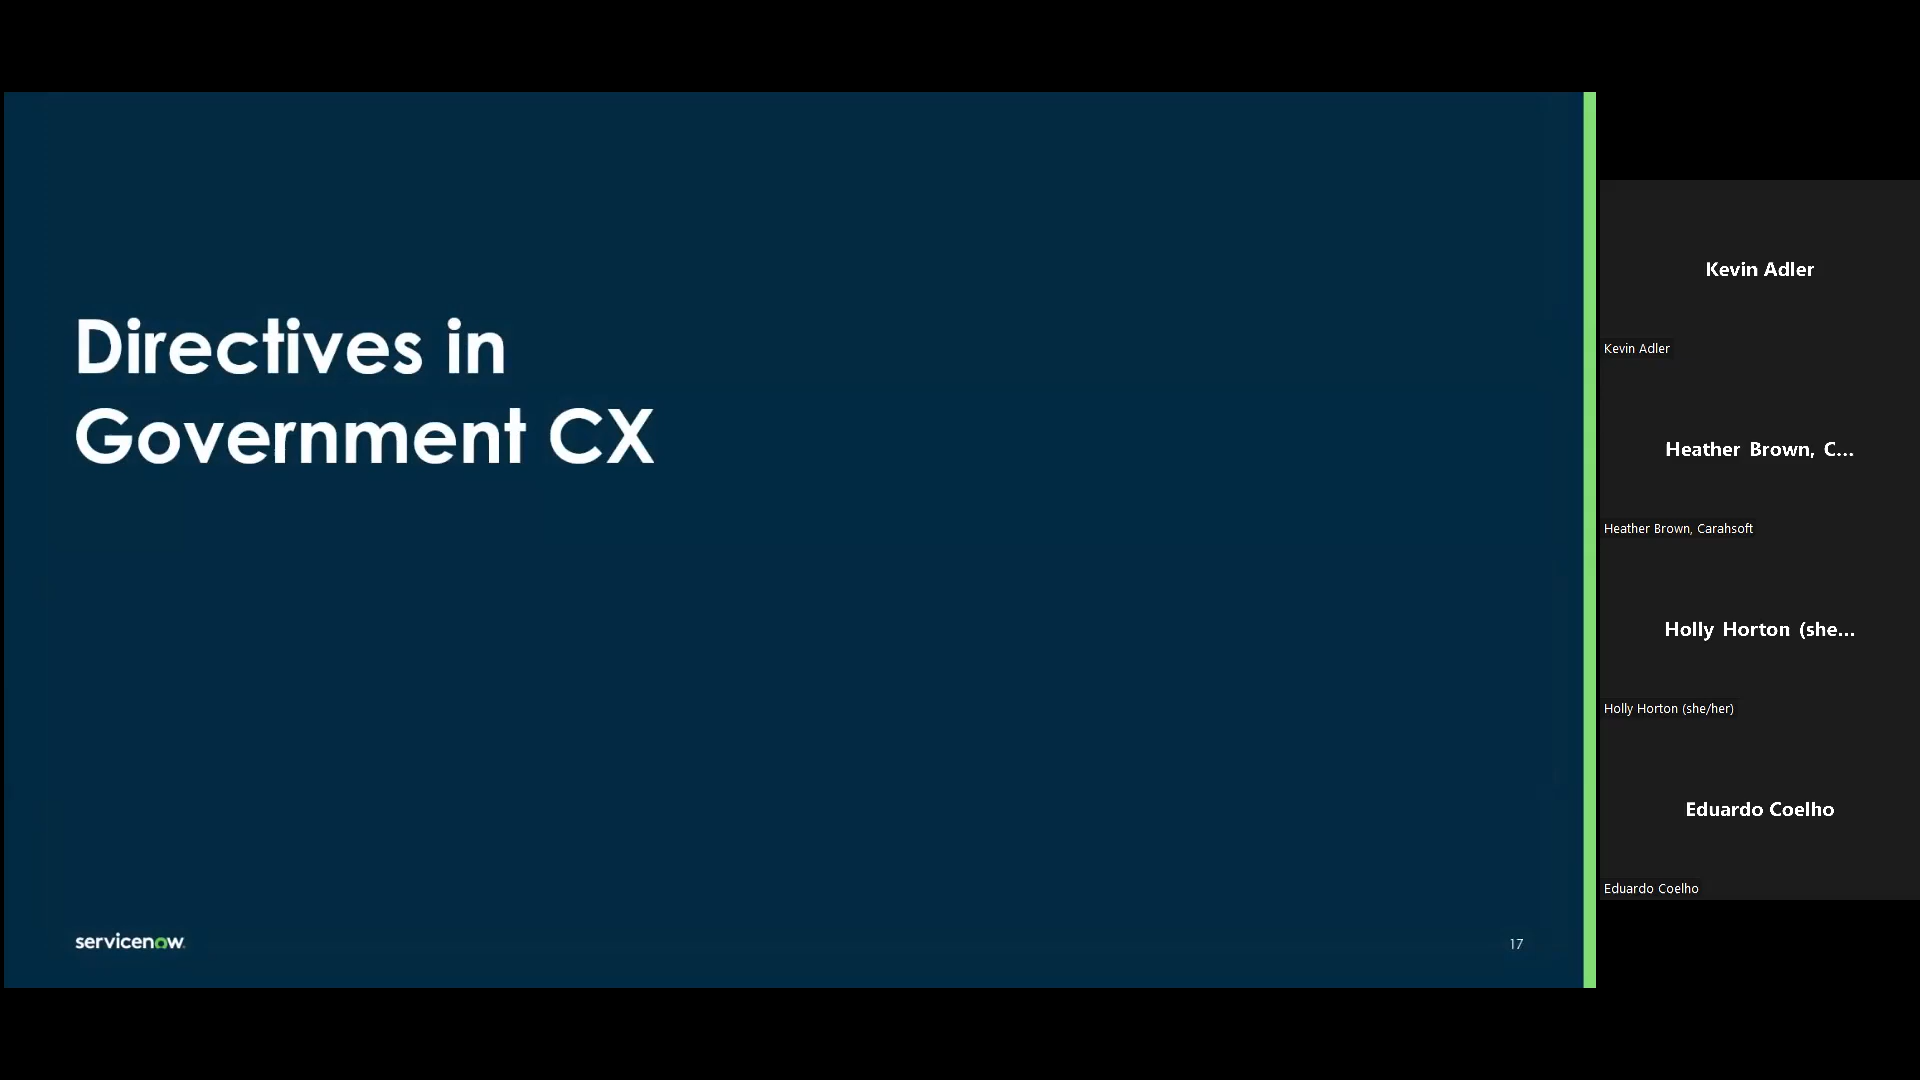 Directives in
Government CX
servicenow
17
Kevin Adler
Kevin Adler
Heather Brown, C...
Heather Brown, Carahsoft
Holly Horton (she...
Holly Horton (she/her)
Eduardo Coelho
Eduardo Coelho